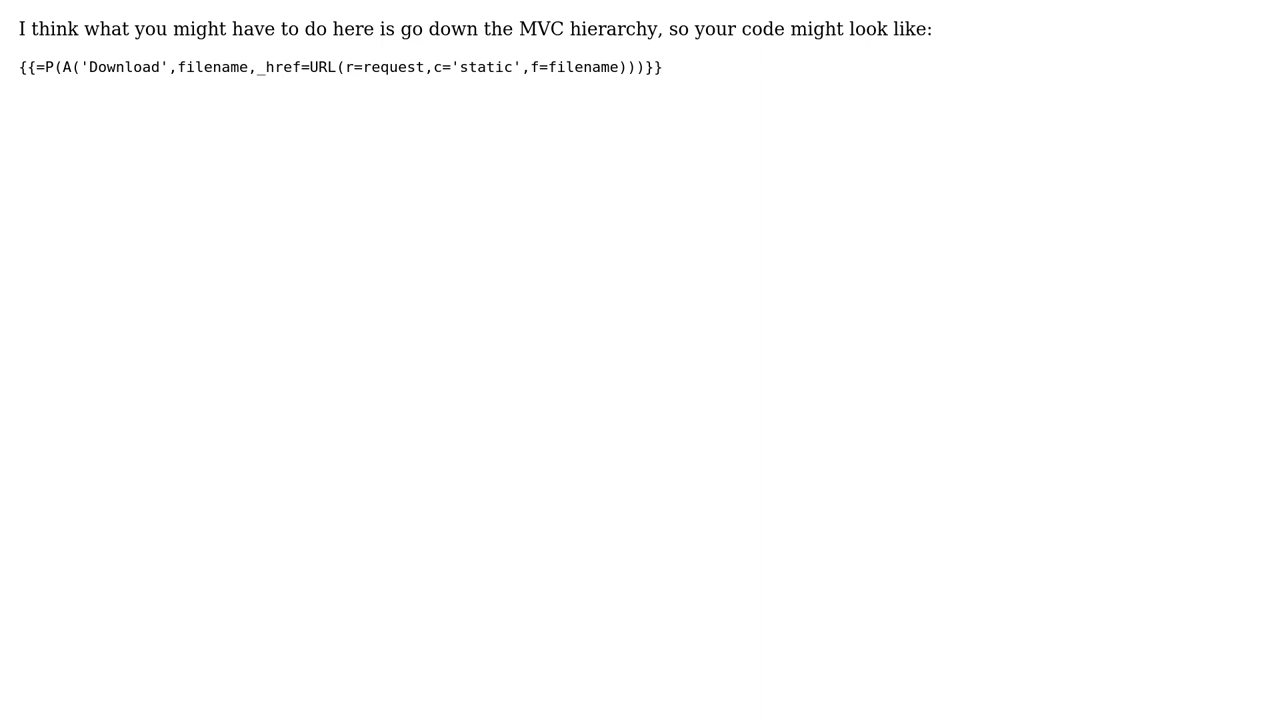 I think what you might have to do here is go down the MVC hierarchy, so your code might look like:
{{=P(A('Download',filename,_href=URL(r=request,c='static',f=filename)))}}